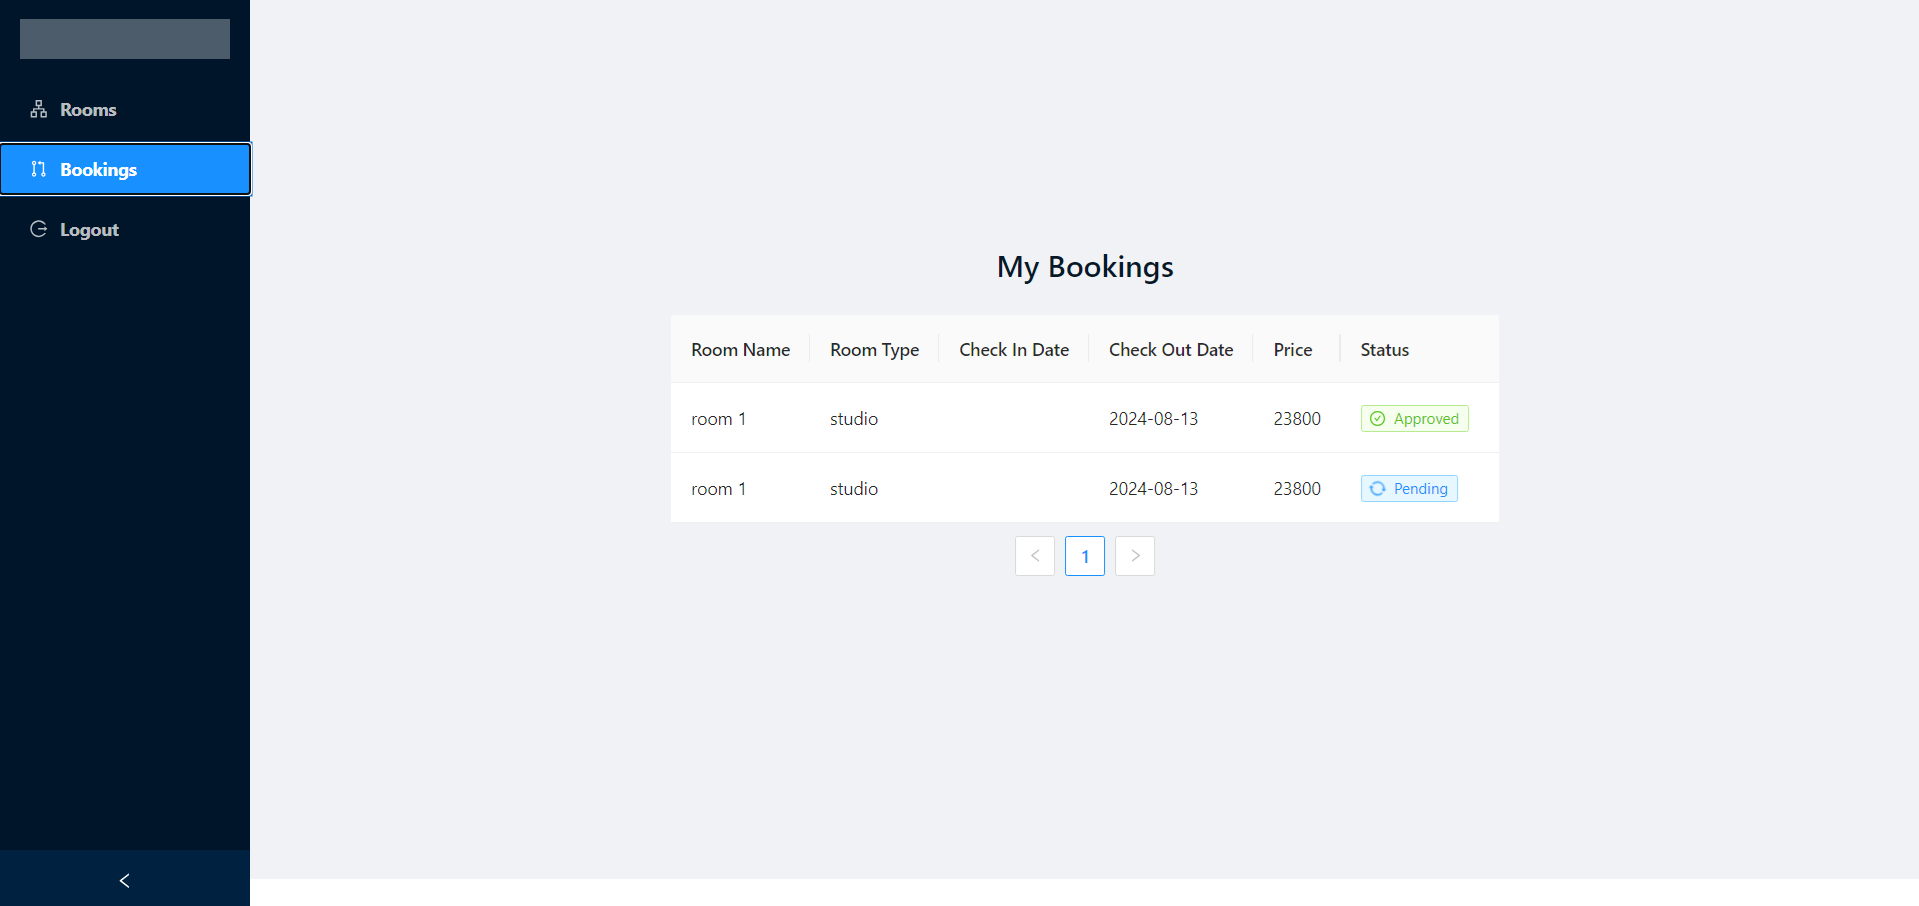 Rooms
Bookings
Logout
My Bookings
Room Name Room Type Check In Date Check Out Date Price Status
room 1 studio 2024-08-13 23800 Approved
room 1 studio 2024-08-13 23800 Pending
1